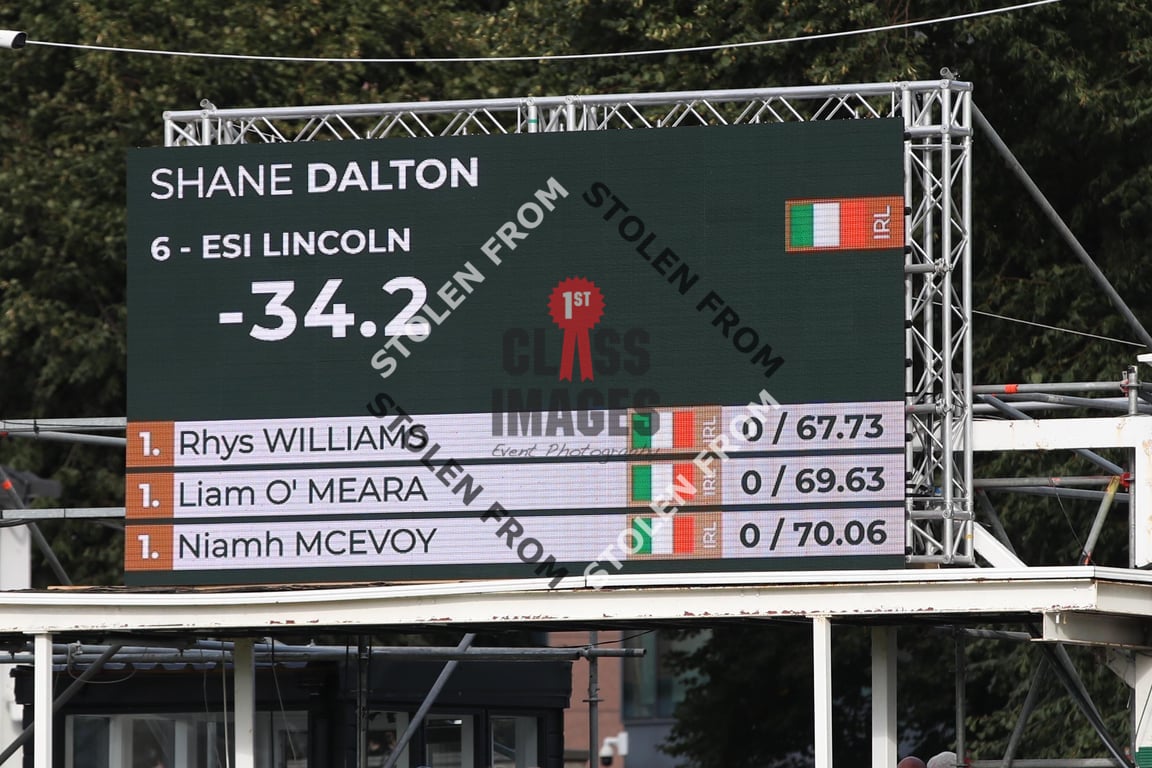 SHANE DALTON
IRL
6 - ESI LINCOLN
-34.2
1. Rhys WILLIAMS IRL 0 / 67.73
1. Liam O' MEARA IRL 0 / 69.63
1. Niamh MCEVOY IRL 0 / 70.06
STOLEN FROM
STOLEN FROM
1ST
CLASS
IMAGES
Event Photography
STOLEN FROM
STOLEN FROM